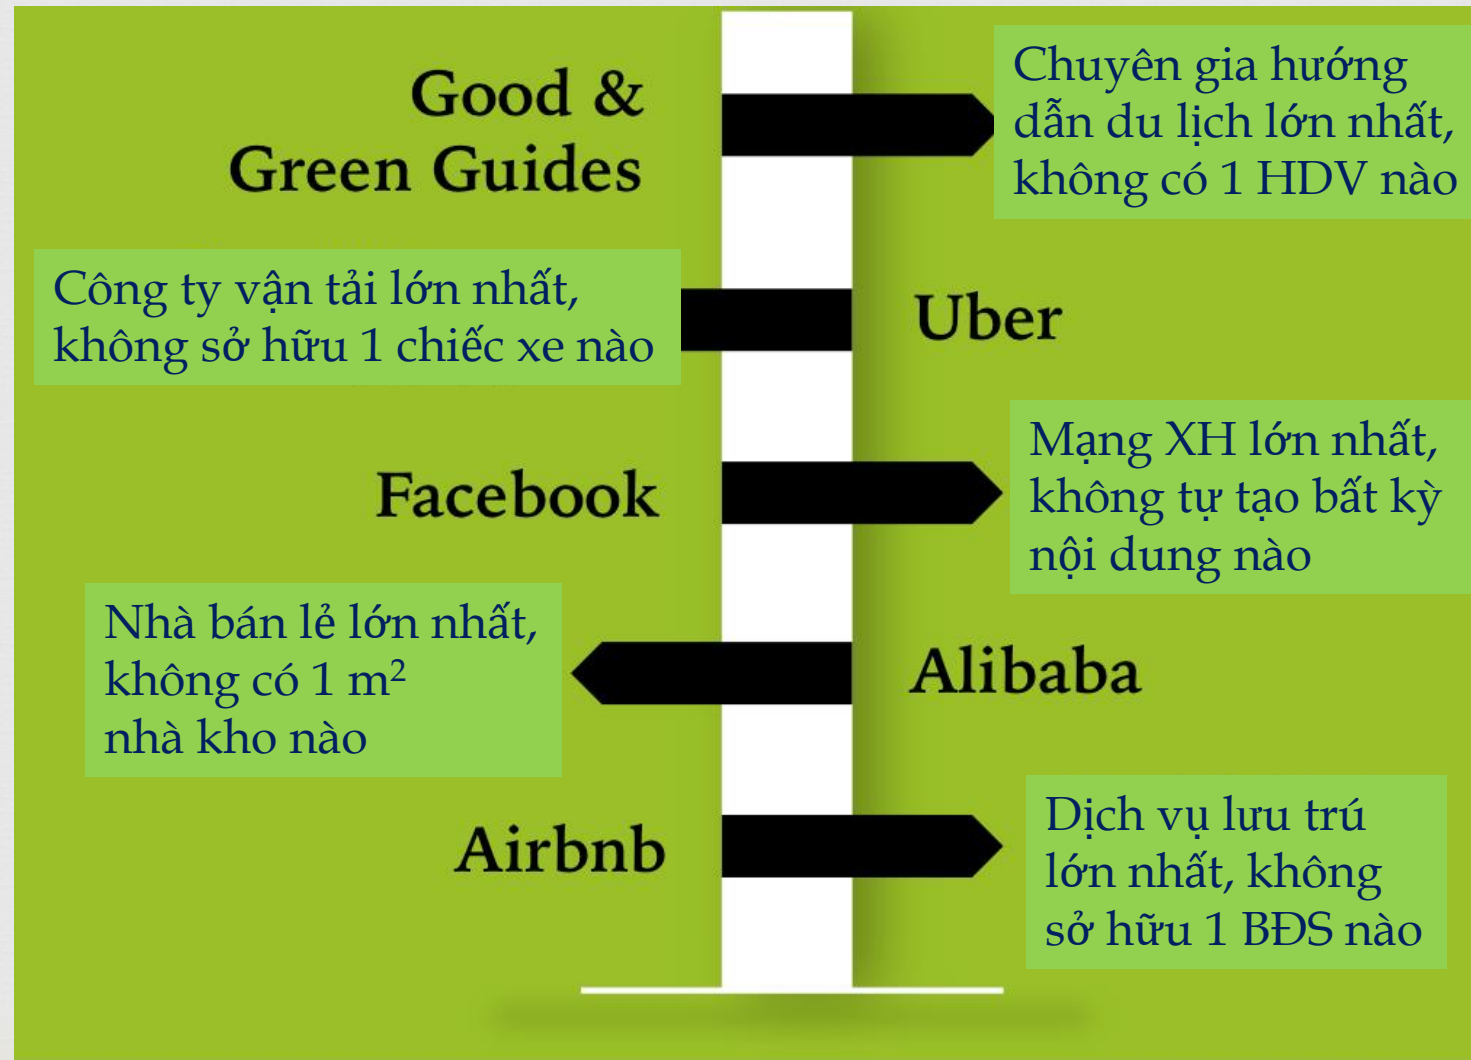 Good &
Green Guides
Chuyên gia hướng
dẫn du lịch lớn nhất,
không có 1 HDV nào
Công ty vận tải lớn nhất,
không sở hữu 1 chiếc xe nào
Uber
Facebook
Mạng XH lớn nhất,
không tự tạo bất kỳ
nội dung nào
Nhà bán lẻ lớn nhất,
không có 1 m²
nhà kho nào
Alibaba
Airbnb
Dịch vụ lưu trú
lớn nhất, không
sở hữu 1 BĐS nào